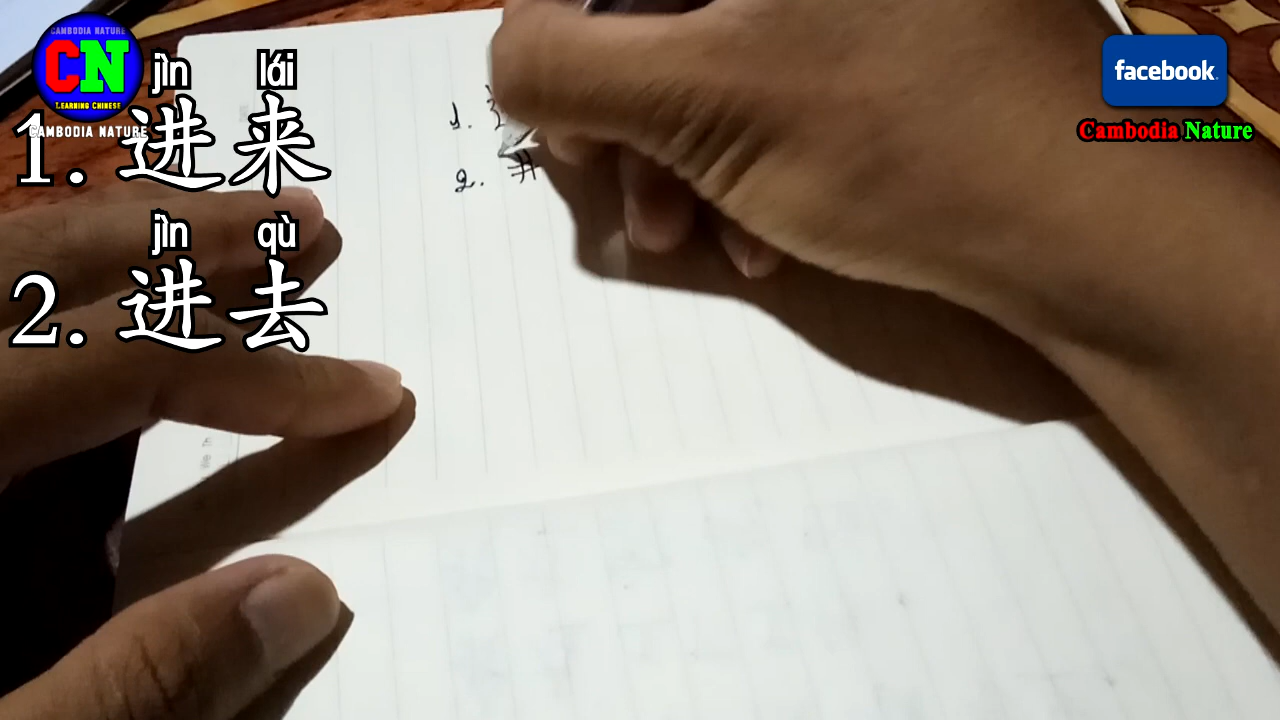 CAMBODIA NATURE
CN
LEARNING CHINESE
CAMBODIA NATURE
jìn lái
1. 进来
jìn qù
2. 进去
1.
2. 井
facebook
Cambodia Nature